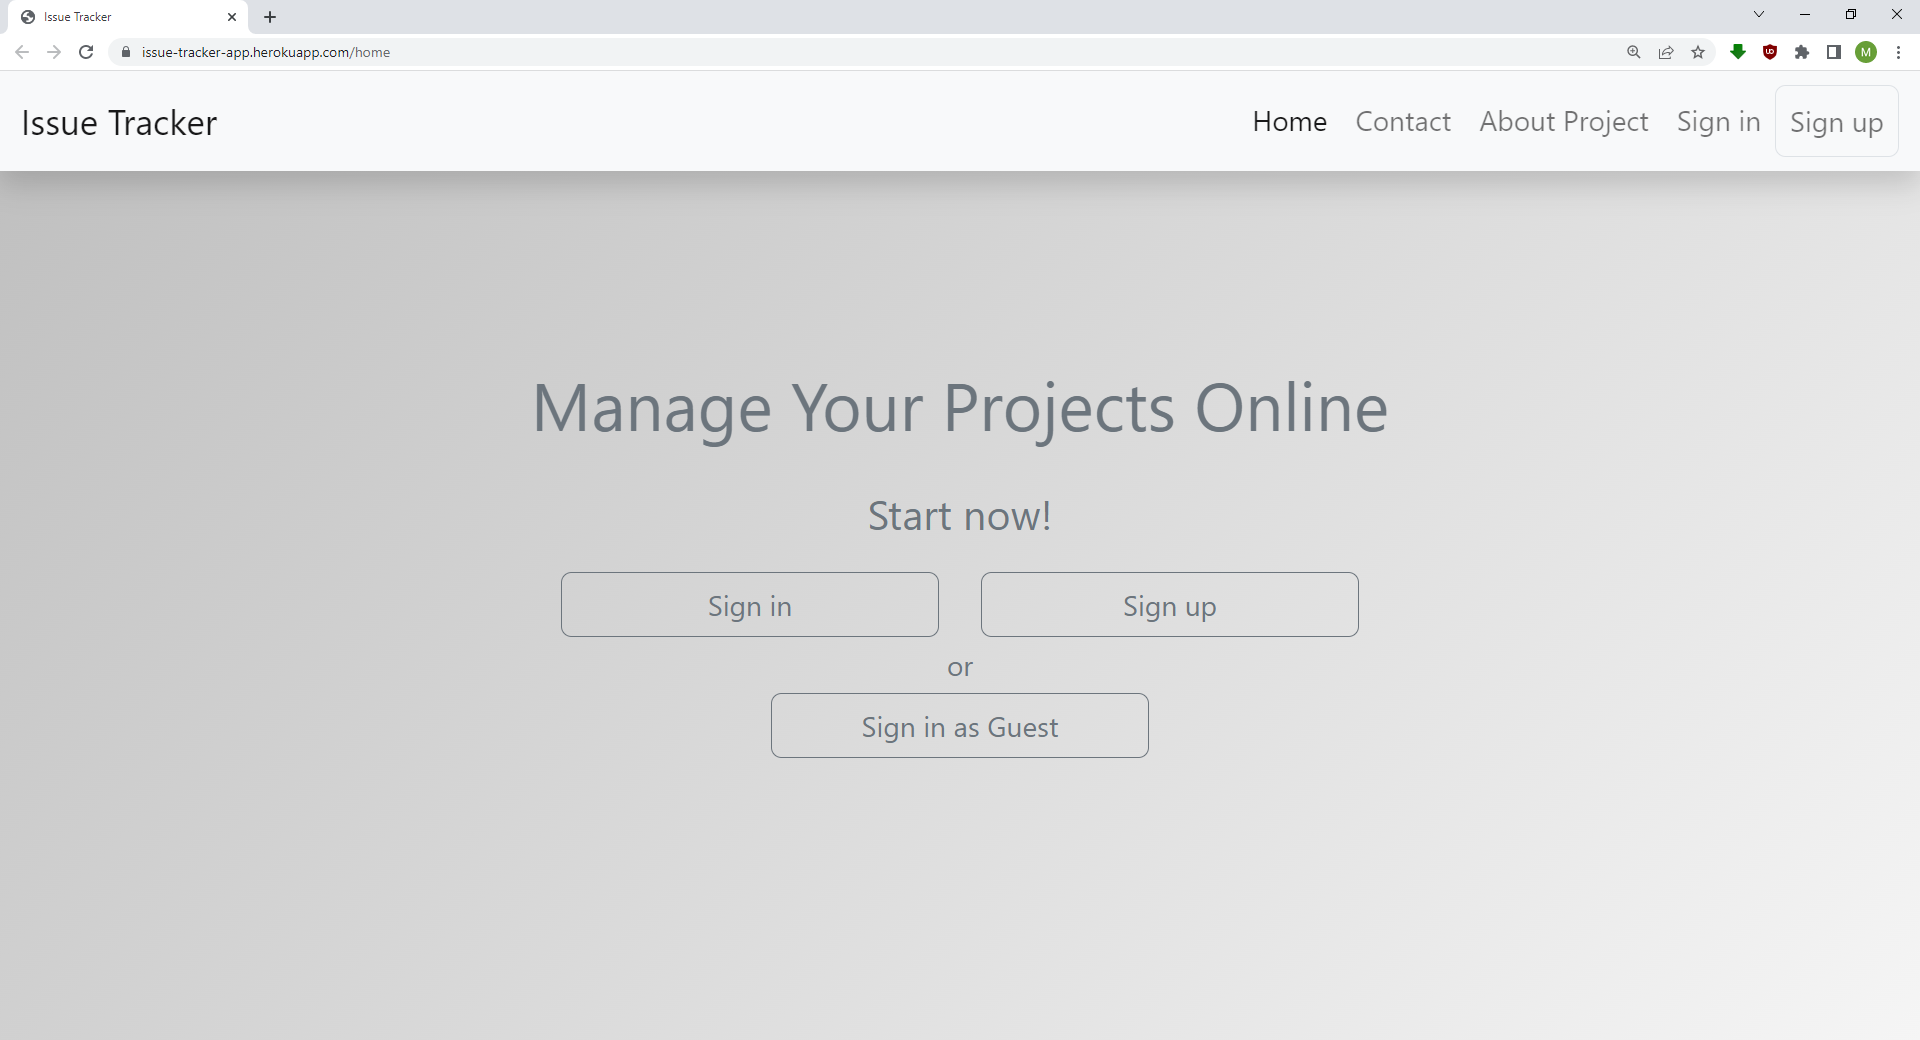 Issue Tracker
issue-tracker-app.herokuapp.com/home
UD
M
Issue Tracker
Home
Contact
About Project
Sign in
Sign up
Manage Your Projects Online
Start now!
Sign in
Sign up
or
Sign in as Guest